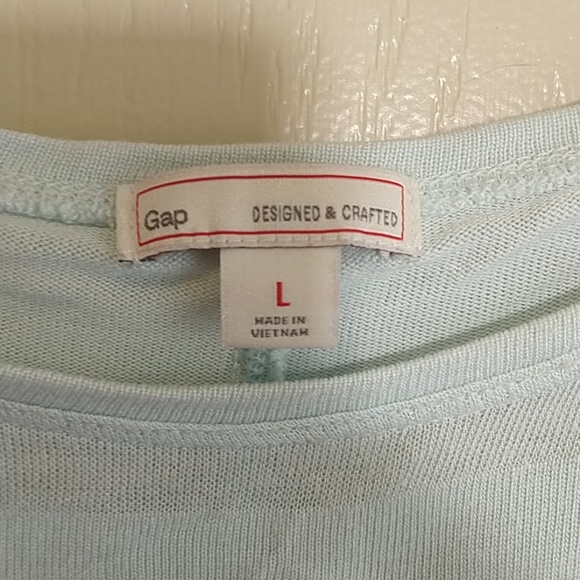 Gap DESIGNED & CRAFTED
L
MADE IN
VIETNAM